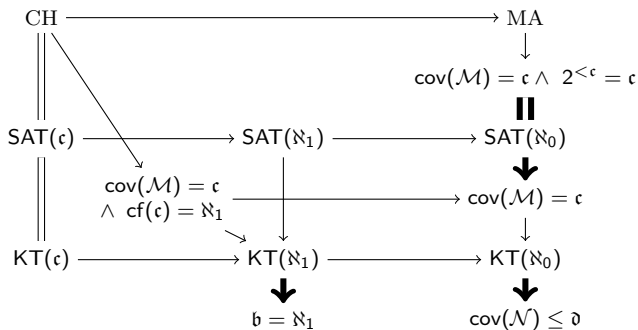 CH MA
cov(ℳ) = 𝔠 ∧ 2^{<𝔠} = 𝔠
SAT(𝔠) SAT(ℵ₁) SAT(ℵ₀)
cov(ℳ) = 𝔠
∧ cf(𝔠) = ℵ₁
cov(ℳ) = 𝔠
KT(𝔠) KT(ℵ₁) KT(ℵ₀)
𝔟 = ℵ₁ cov(𝒩) ≤ 𝔡